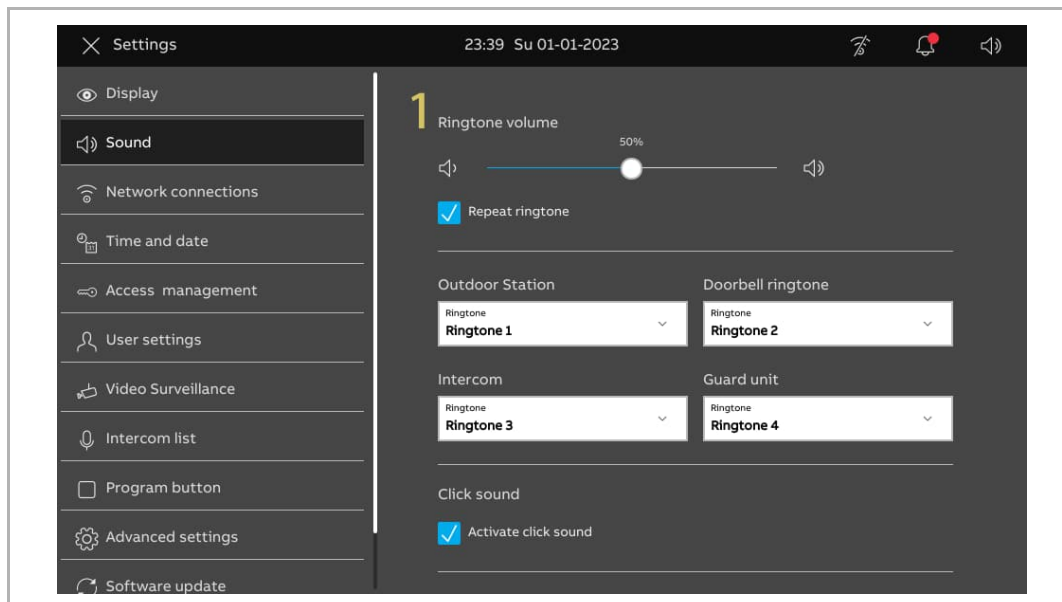 Settings
23:39 Su 01-01-2023
Display
Sound
Network connections
Time and date
Access management
User settings
Video Surveillance
Intercom list
Program button
Advanced settings
Software update
1
Ringtone volume
50%
Repeat ringtone
Outdoor Station
Doorbell ringtone
Ringtone
Ringtone 1
Ringtone
Ringtone 2
Intercom
Guard unit
Ringtone
Ringtone 3
Ringtone
Ringtone 4
Click sound
Activate click sound